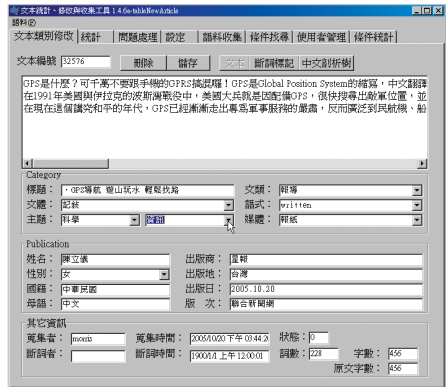 文本統計、修改與收集工具 1.4.6a-tableNewArticle
語料(F)
文本類別修改 統計 問題處理 設定 語料收集 條件找尋 使用者管理 條件統計
文本編號 32576 刪除 儲存 全文 斷詞標記 中文剖析樹
GPS是什麼？可千萬不要跟手機的GPRS搞混囉！GPS是Global Position System的縮寫，中文翻譯
在1991年美國與伊拉克的波斯灣戰役中，美國大兵就是因配備GPS，很快搜尋出敵軍位置，並
在現在這個講究和平的年代，GPS已經漸漸走出專為軍事服務的嚴肅，反而廣泛到民航機、船
Category
標題： ‧GPS導航 遊山玩水 輕鬆找路 文類： 報導
文體： 記敘 語式： written
主題： 科學 資訊 媒體： 報紙
Publication
姓名： 陳立儀 出版商： 星報
性別： 女 出版地： 台灣
國籍： 中華民國 出版日： 2005.10.20
母語： 中文 版 次： 聯合新聞網
其它資訊
蒐集者： morris 蒐集時間： 2005/10/20 下午 03:44:2 狀態： 0
斷詞者： 斷詞時間： 1900/1/1 上午 12:00:01 詞數： 228 字數： 456
原文字數： 456